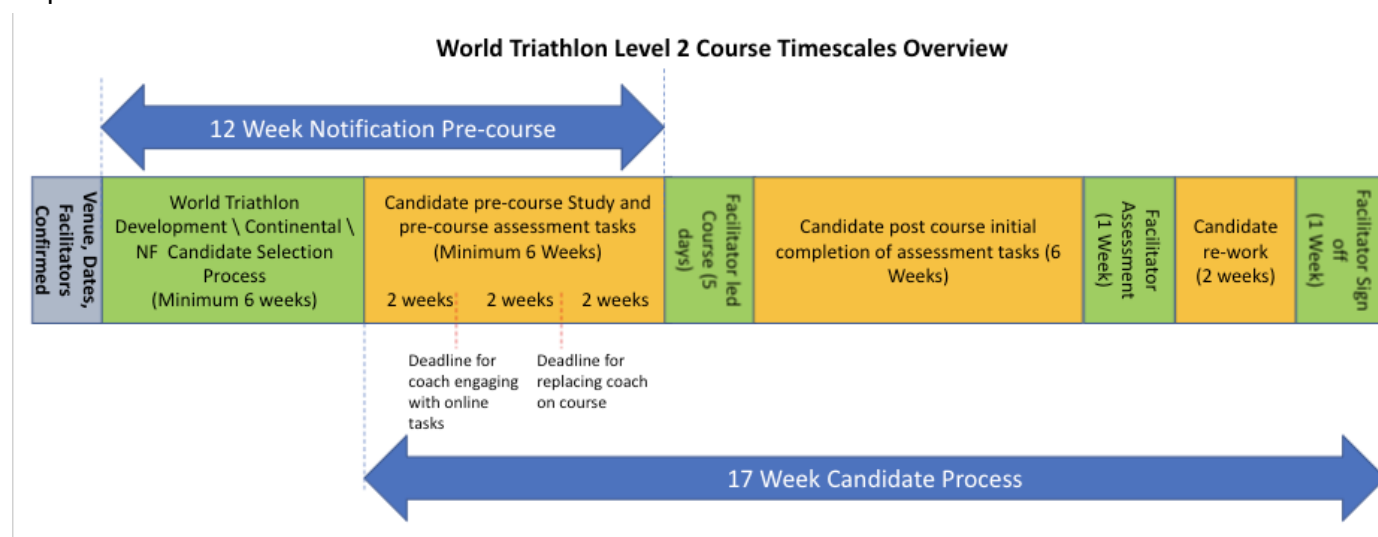 World Triathlon Level 2 Course Timescales Overview
12 Week Notification Pre-course
Venue, Dates,
Facilitators
Confirmed
World Triathlon
Development \ Continental \
NF Candidate Selection
Process
(Minimum 6 weeks)
Candidate pre-course Study and
pre-course assessment tasks
(Minimum 6 Weeks)
2 weeks
2 weeks
2 weeks
Facilitator led
Course (5
days)
Candidate post course initial
completion of assessment tasks (6
Weeks)
Facilitator
Assessment
(1 Week)
Candidate
re-work
(2 weeks)
Facilitator Sign
off
(1 Week)
Deadline for
coach engaging
with online
tasks
Deadline for
replacing coach
on course
17 Week Candidate Process